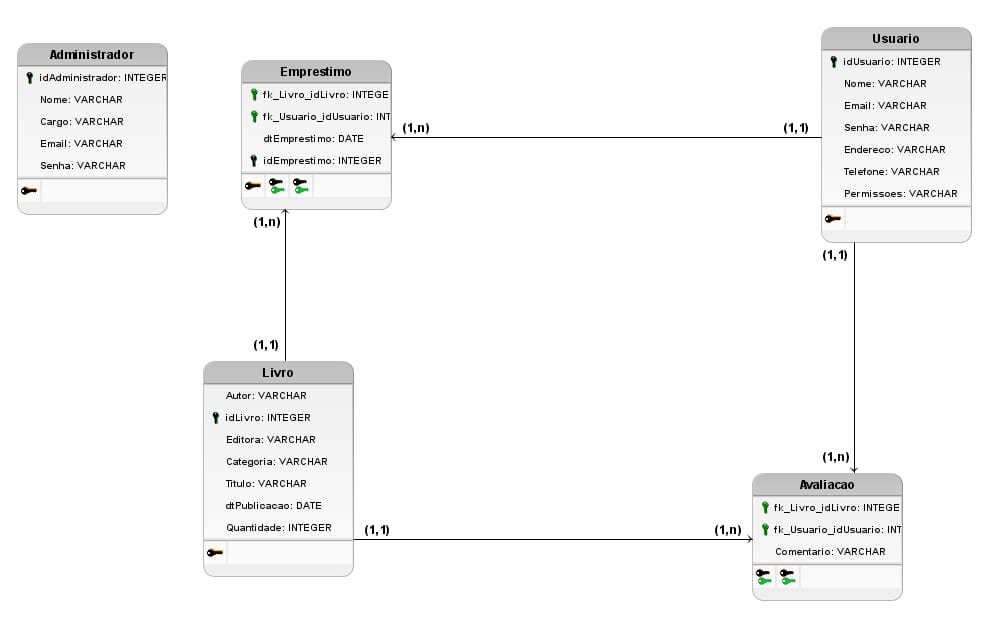 Administrador
idAdministrador: INTEGER
Nome: VARCHAR
Cargo: VARCHAR
Email: VARCHAR
Senha: VARCHAR
Emprestimo
fk_Livro_idLivro: INTEGE
fk_Usuario_idUsuario: INT
dtEmprestimo: DATE
idEmprestimo: INTEGER
(1,n)
(1,1)
Usuario
idUsuario: INTEGER
Nome: VARCHAR
Email: VARCHAR
Senha: VARCHAR
Endereco: VARCHAR
Telefone: VARCHAR
Permissoes: VARCHAR
(1,n)
(1,1)
(1,1)
(1,n)
Livro
Autor: VARCHAR
idLivro: INTEGER
Editora: VARCHAR
Categoria: VARCHAR
Titulo: VARCHAR
dtPublicacao: DATE
Quantidade: INTEGER
(1,1)
(1,n)
Avaliacao
fk_Livro_idLivro: INTEGE
fk_Usuario_idUsuario: INT
Comentario: VARCHAR